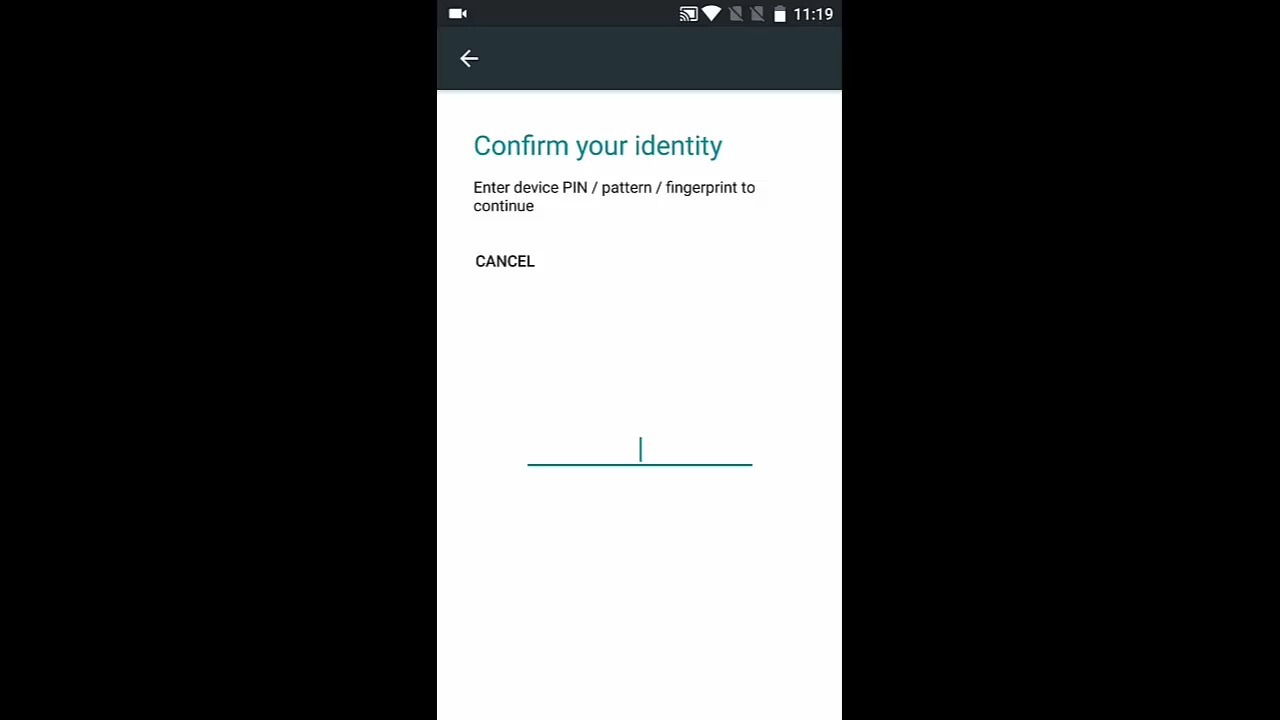 11:19
Confirm your identity
Enter device PIN / pattern / fingerprint to
continue
CANCEL